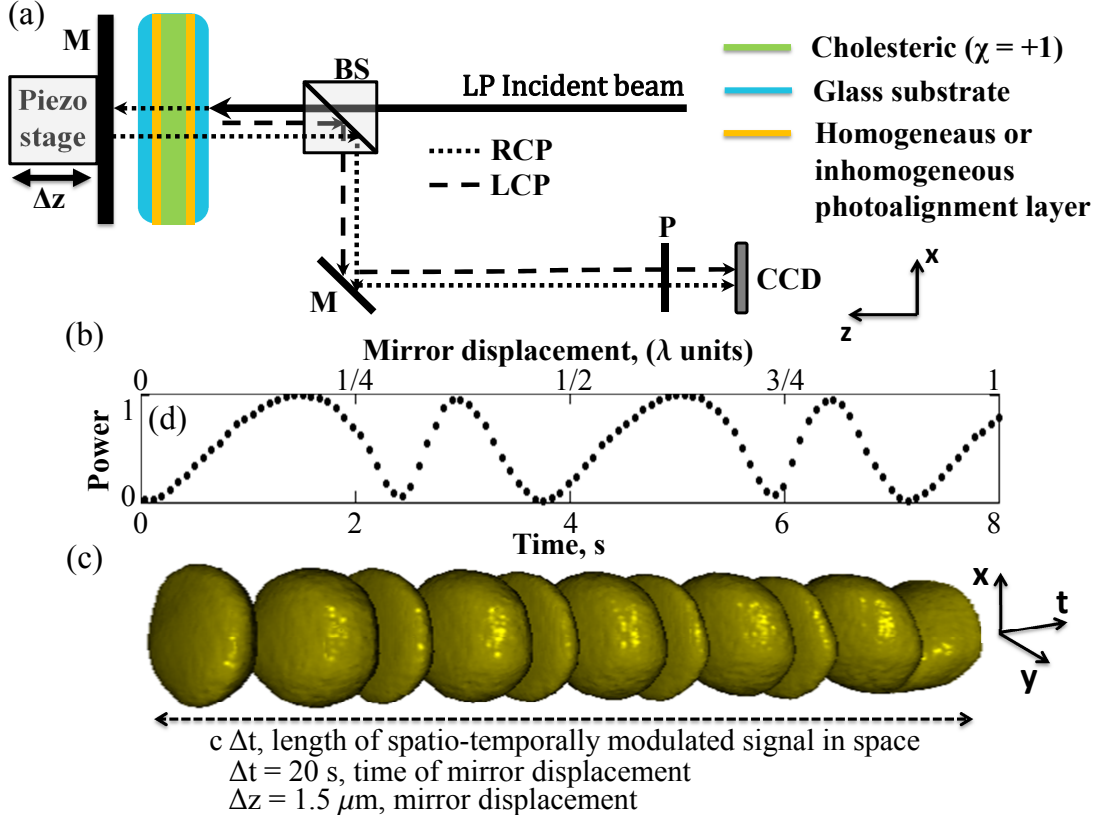 (a)
M
Piezo
stage
Δz
BS
LP Incident beam
RCP
LCP
M
P
CCD
x
z
Cholesteric (χ = +1)
Glass substrate
Homogeneaus or
inhomogeneous
photoalignment layer
(b)
Mirror displacement, (λ units)
0 1/4 1/2 3/4 1
(d)
Power
1
0
0 2 4 6 8
Time, s
(c)
x
t
y
c Δt, length of spatio-temporally modulated signal in space
Δt = 20 s, time of mirror displacement
Δz = 1.5 μm, mirror displacement